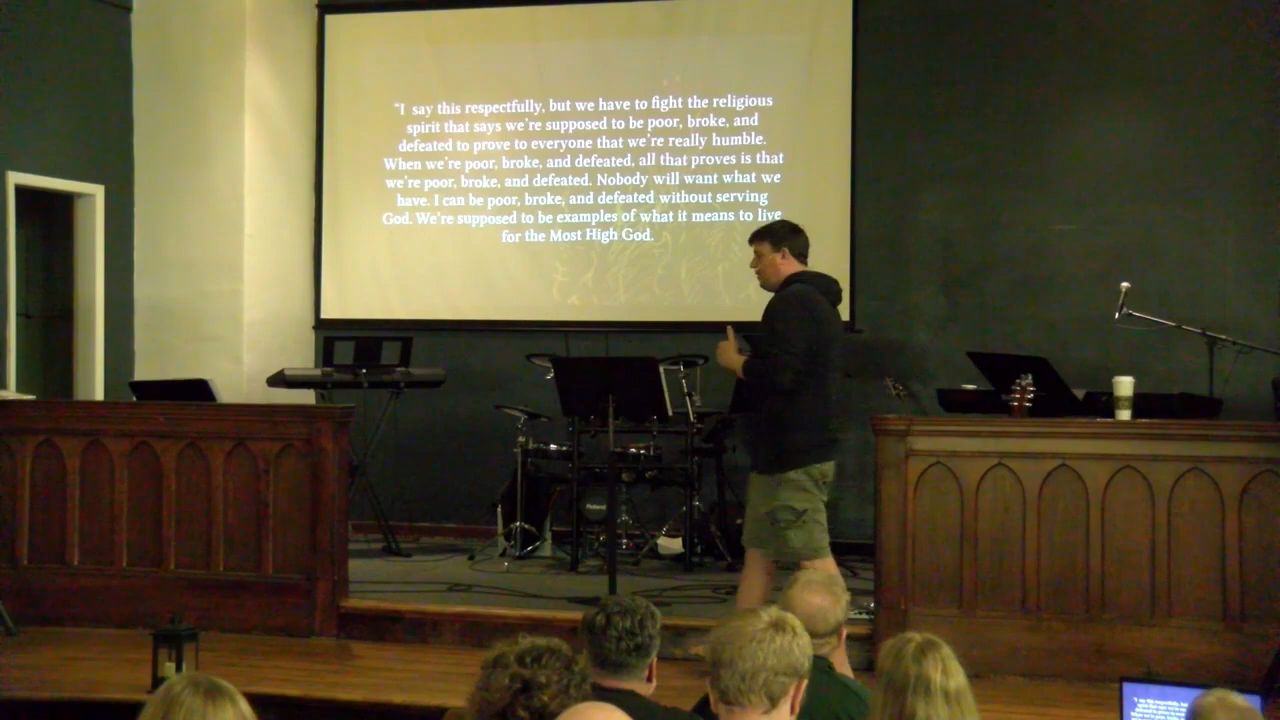 "I say this respectfully, but we have to fight the religious
spirit that says we're supposed to be poor, broke, and
defeated to prove to everyone that we're really humble.
When we're poor, broke, and defeated, all that proves is that
we're poor, broke, and defeated. Nobody will want what we
have. I can be poor, broke, and defeated without serving
God. We're supposed to be examples of what it means to live
for the Most High God.
Roland